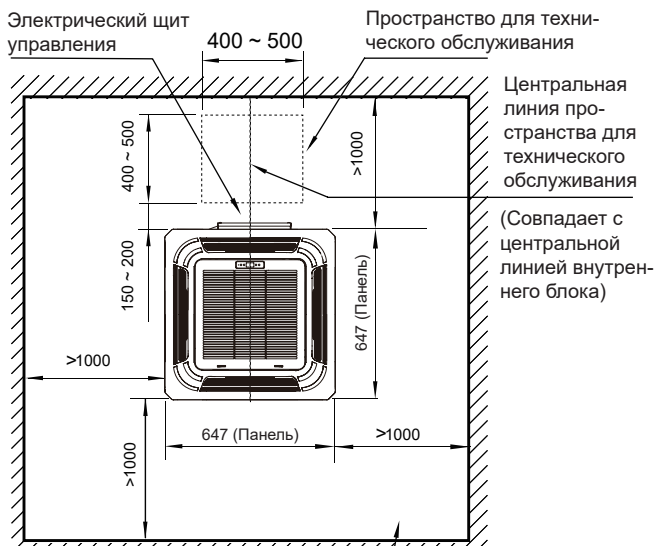 Электрический щит
управления
Пространство для техни-
ческого обслуживания
400 ~ 500
Центральная
линия про-
странства для
технического
обслуживания
(Совпадает с
центральной
линией внутрен-
него блока)
400 ~ 500
>1000
150 ~ 200
647 (Панель)
>1000
647 (Панель)
>1000
>1000